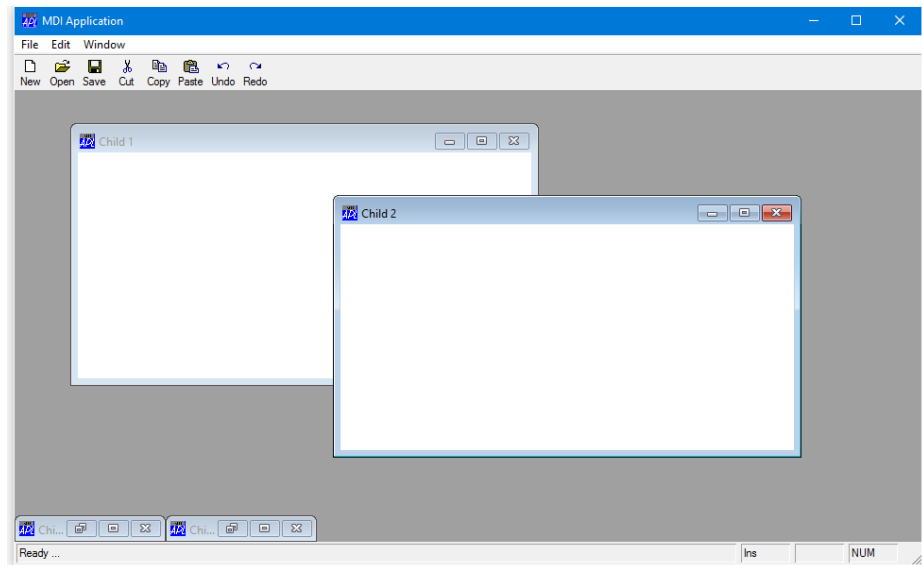 MDI Application
File Edit Window
New Open Save Cut Copy Paste Undo Redo
Child 1
Child 2
Chi... Chi...
Ready ... Ins NUM